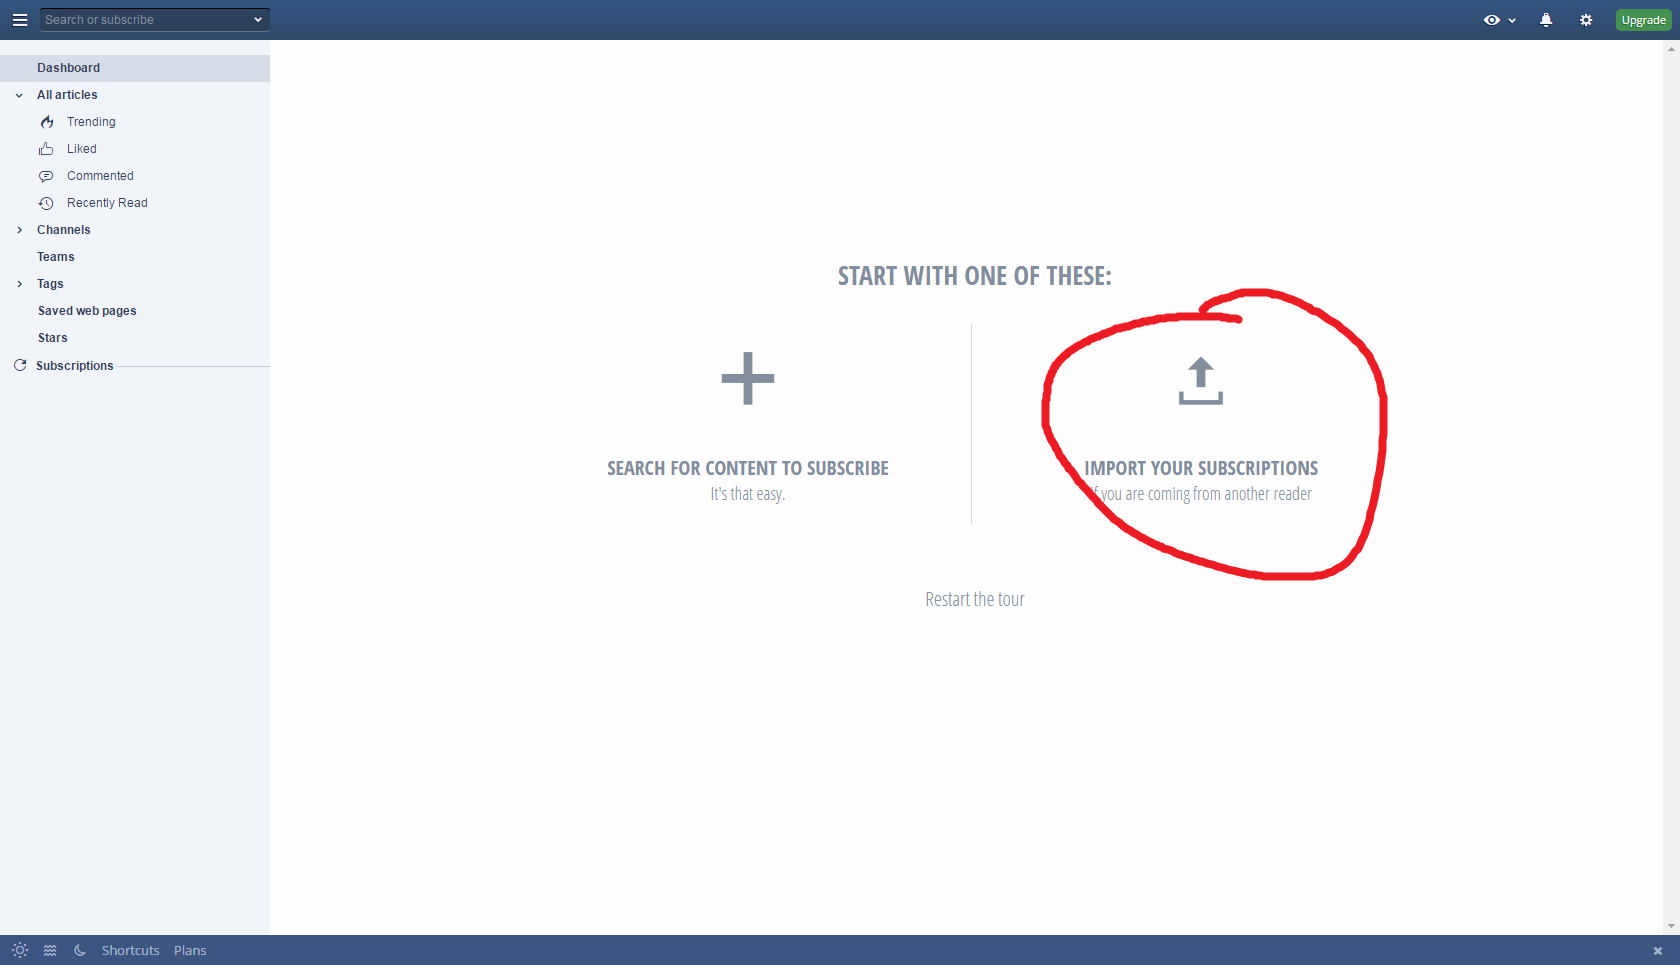 Search or subscribe
Upgrade
Dashboard
All articles
Trending
Liked
Commented
Recently Read
Channels
Teams
Tags
Saved web pages
Stars
Subscriptions
START WITH ONE OF THESE:
SEARCH FOR CONTENT TO SUBSCRIBE
It's that easy.
IMPORT YOUR SUBSCRIPTIONS
If you are coming from another reader
Restart the tour
Shortcuts Plans